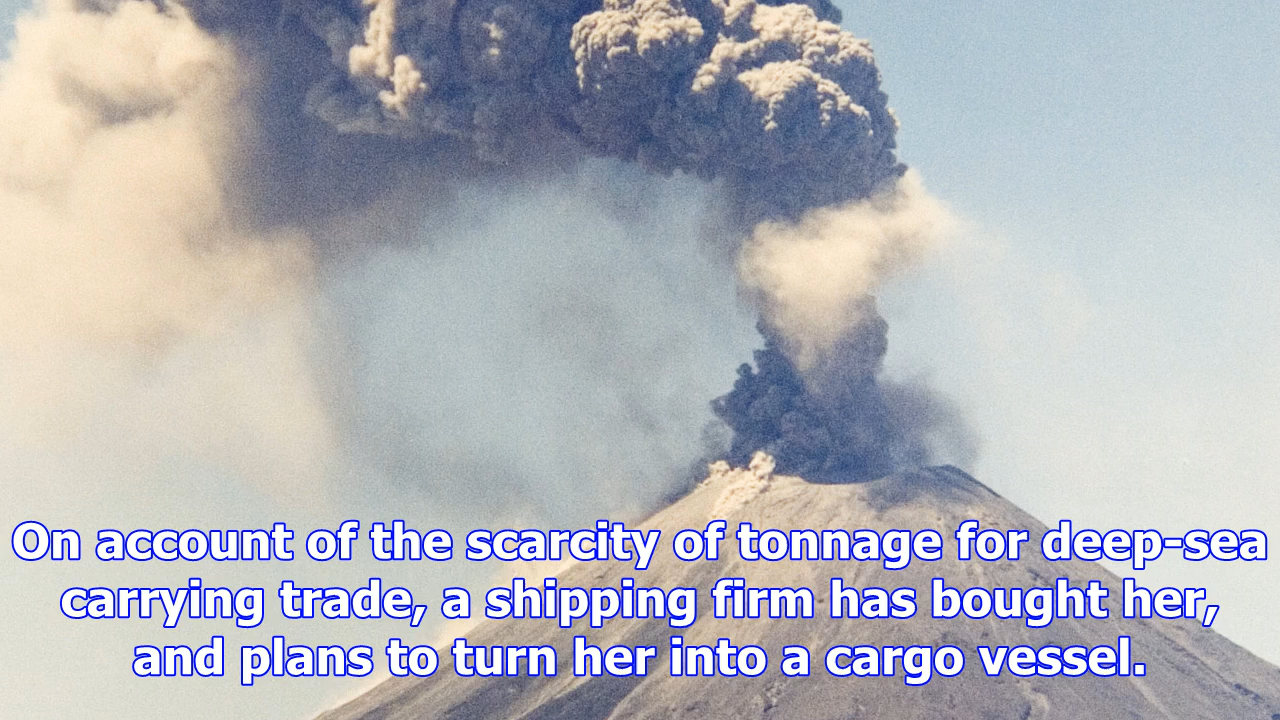 On account of the scarcity of tonnage for deep-sea
carrying trade, a shipping firm has bought her,
and plans to turn her into a cargo vessel.